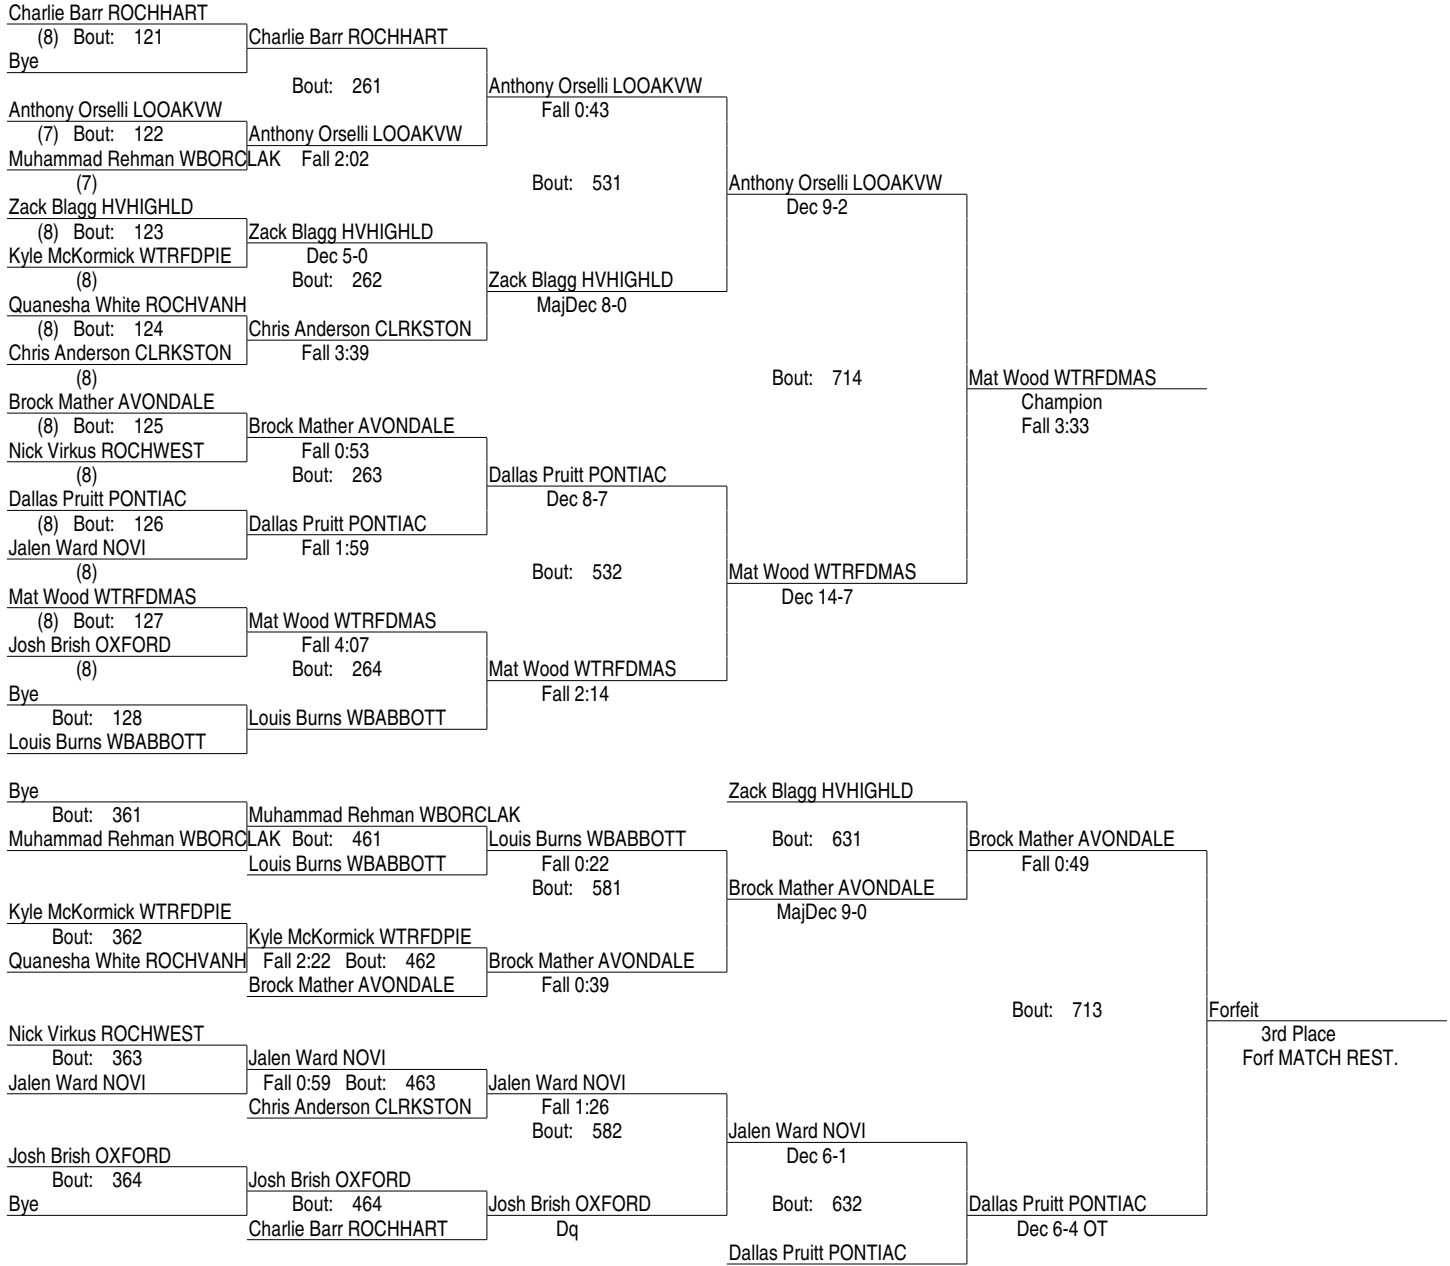 Charlie Barr ROCHHART
(8) Bout: 121 Charlie Barr ROCHHART
Bye
Bout: 261 Anthony Orselli LOOAKVW
Anthony Orselli LOOAKVW Fall 0:43
(7) Bout: 122 Anthony Orselli LOOAKVW
Muhammad Rehman WBORCLAK Fall 2:02
(7) Bout: 531 Anthony Orselli LOOAKVW
Zack Blagg HVHIGHLD Dec 9-2
(8) Bout: 123 Zack Blagg HVHIGHLD
Kyle McKormick WTRFDPIE Dec 5-0
(8) Bout: 262 Zack Blagg HVHIGHLD
Quanesha White ROCHVANH MajDec 8-0
(8) Bout: 124 Chris Anderson CLRKSTON
Chris Anderson CLRKSTON Fall 3:39
(8) Bout: 714 Mat Wood WTRFDMAS
Brock Mather AVONDALE Champion
(8) Bout: 125 Brock Mather AVONDALE Fall 3:33
Nick Virkus ROCHWEST Fall 0:53
(8) Bout: 263 Dallas Pruitt PONTIAC
Dallas Pruitt PONTIAC Dec 8-7
(8) Bout: 126 Dallas Pruitt PONTIAC
Jalen Ward NOVI Fall 1:59
(8) Bout: 532 Mat Wood WTRFDMAS
Mat Wood WTRFDMAS Dec 14-7
(8) Bout: 127 Mat Wood WTRFDMAS
Josh Brish OXFORD Fall 4:07
(8) Bout: 264 Mat Wood WTRFDMAS
Bye Fall 2:14
Bout: 128 Louis Burns WBABBOTT
Louis Burns WBABBOTT
Bye Zack Blagg HVHIGHLD
Bout: 361 Muhammad Rehman WBORCLAK
Muhammad Rehman WBORCLAK Bout: 461 Louis Burns WBABBOTT Bout: 631 Brock Mather AVONDALE
Louis Burns WBABBOTT Fall 0:22 Fall 0:49
Bout: 581 Brock Mather AVONDALE
Kyle McKormick WTRFDPIE MajDec 9-0
Bout: 362 Kyle McKormick WTRFDPIE
Quanesha White ROCHVANH Fall 2:22 Bout: 462 Brock Mather AVONDALE
Brock Mather AVONDALE Fall 0:39
Bout: 713 Forfeit
Nick Virkus ROCHWEST 3rd Place
Bout: 363 Jalen Ward NOVI Forf MATCH REST.
Jalen Ward NOVI Fall 0:59 Bout: 463 Jalen Ward NOVI
Chris Anderson CLRKSTON Fall 1:26
Bout: 582 Jalen Ward NOVI
Josh Brish OXFORD Dec 6-1
Bout: 364 Josh Brish OXFORD
Bye Bout: 464 Josh Brish OXFORD Bout: 632 Dallas Pruitt PONTIAC
Charlie Barr ROCHHART Dq Dec 6-4 OT
Dallas Pruitt PONTIAC